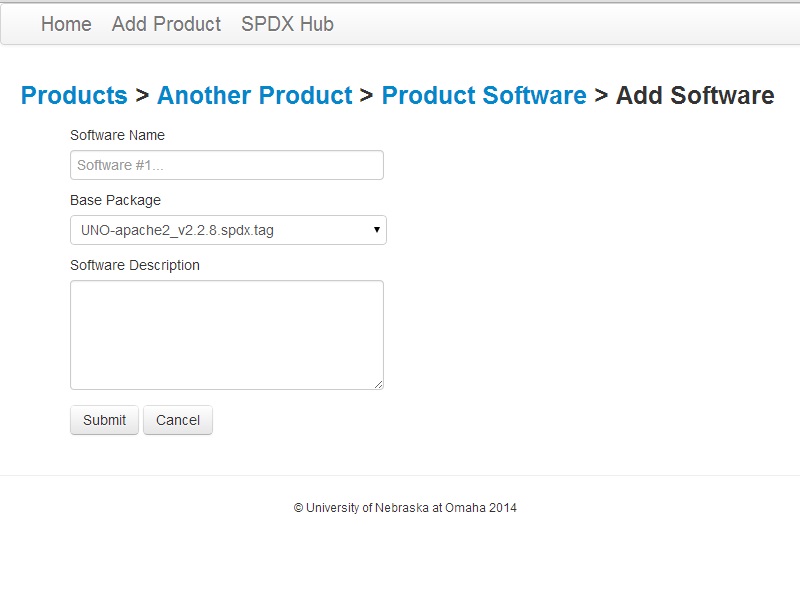 Home Add Product SPDX Hub
Products > Another Product > Product Software > Add Software
Software Name
Software #1...
Base Package
UNO-apache2_v2.2.8.spdx.tag
Software Description
Submit Cancel
© University of Nebraska at Omaha 2014